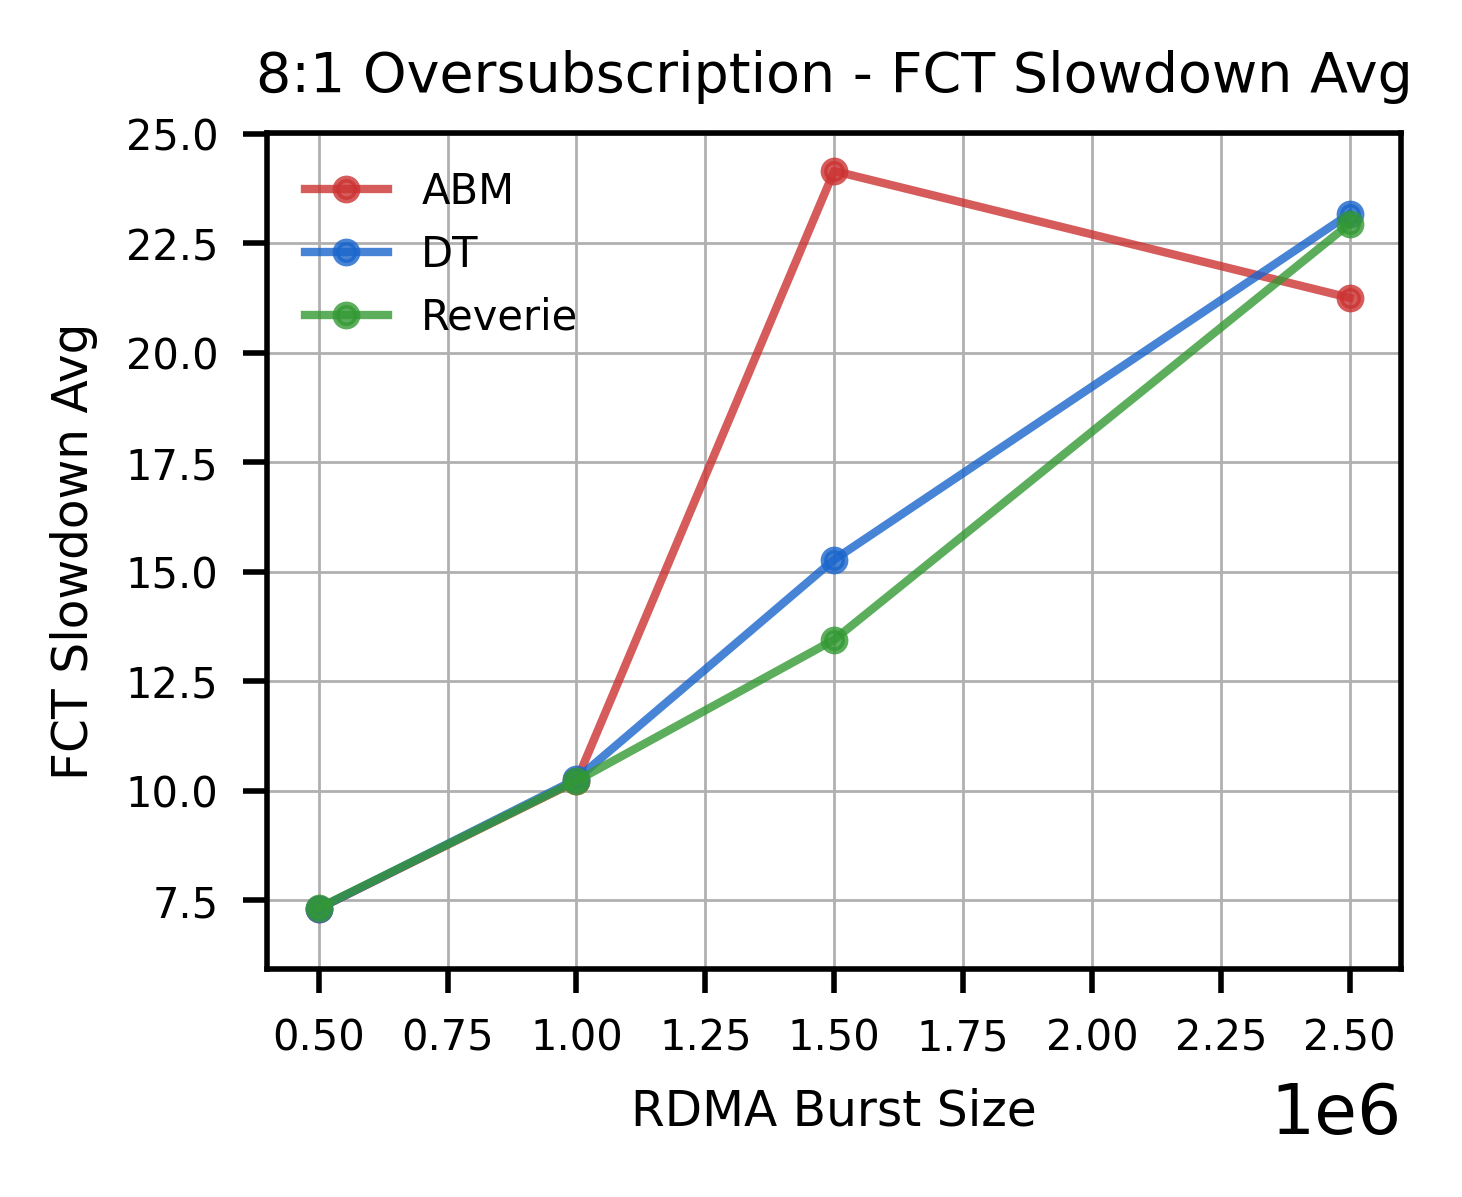 8:1 Oversubscription - FCT Slowdown Avg
25.0
22.5
20.0
17.5
15.0
12.5
10.0
7.5
FCT Slowdown Avg
ABM
DT
Reverie
0.50 0.75 1.00 1.25 1.50 1.75 2.00 2.25 2.50
RDMA Burst Size
1e6